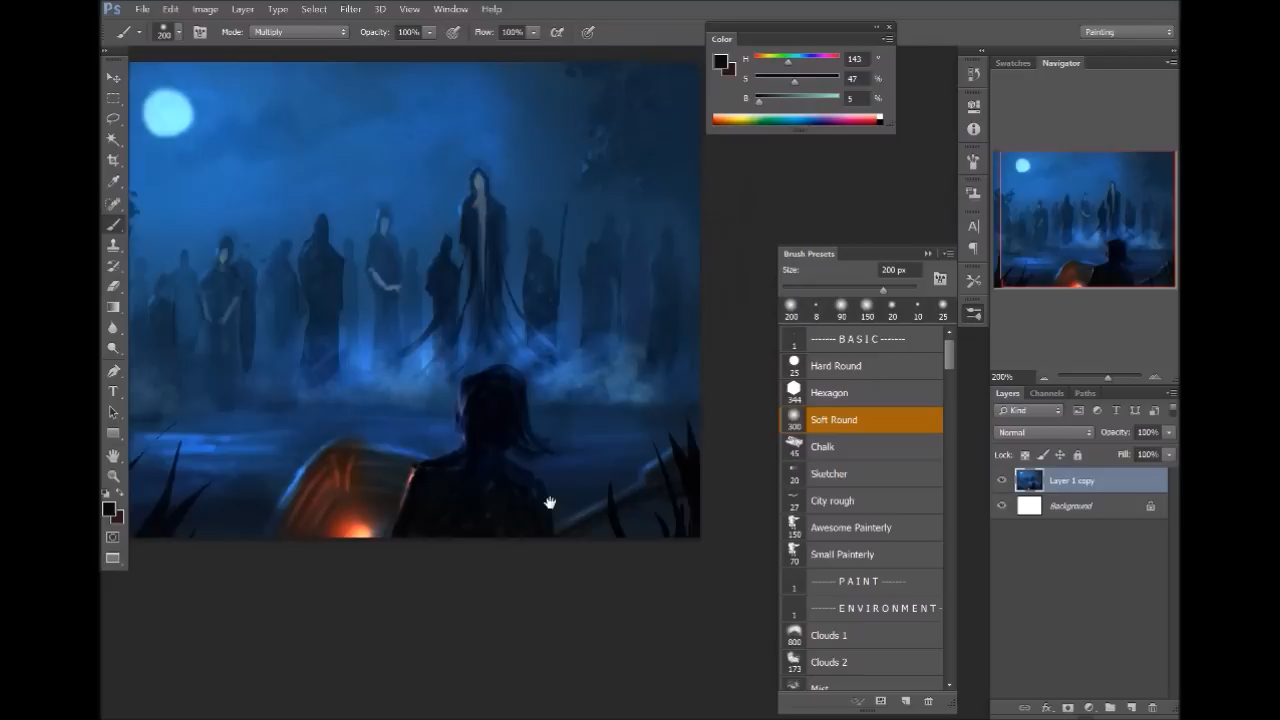 Ps File Edit Image Layer Type Select Filter 3D View Window Help
200 Mode: Multiply Opacity: 100% Flow: 100% Painting
Color
H 143 °
S 47 %
B 5 %
Swatches Navigator
200%
Brush Presets
Size: 200 px
200 8 90 150 20 10 25
1 ------- B A S I C -------
25 Hard Round
344 Hexagon
300 Soft Round
45 Chalk
20 Sketcher
27 City rough
150 Awesome Painterly
70 Small Painterly
1 ------- P A I N T -------
1 ------- E N V I R O N M E N T -
800 Clouds 1
173 Clouds 2
Mist
Layers Channels Paths
Kind
Normal Opacity: 100%
Lock: Fill: 100%
Layer 1 copy
Background